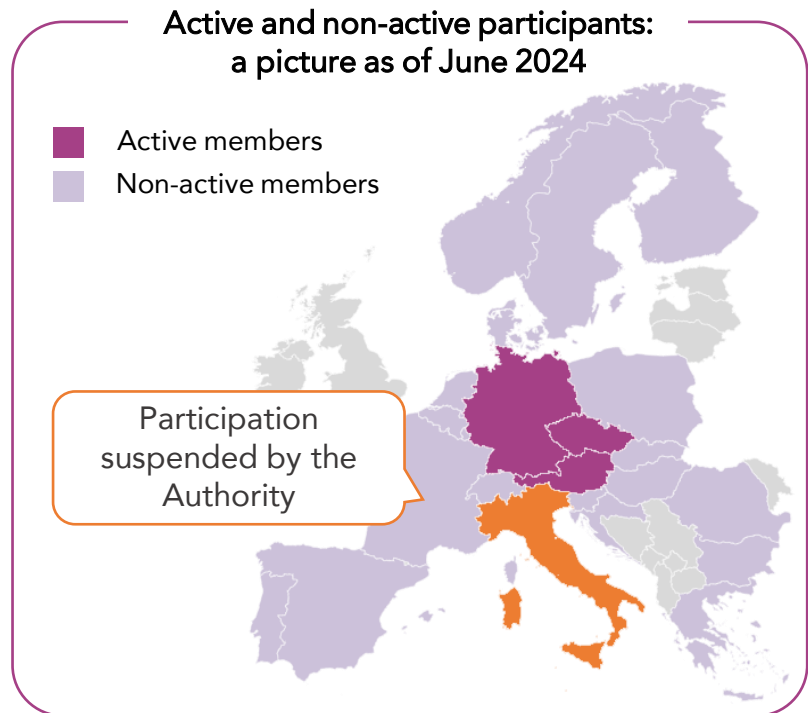 Active and non-active participants:
a picture as of June 2024
Active members
Non-active members
Participation
suspended by the
Authority